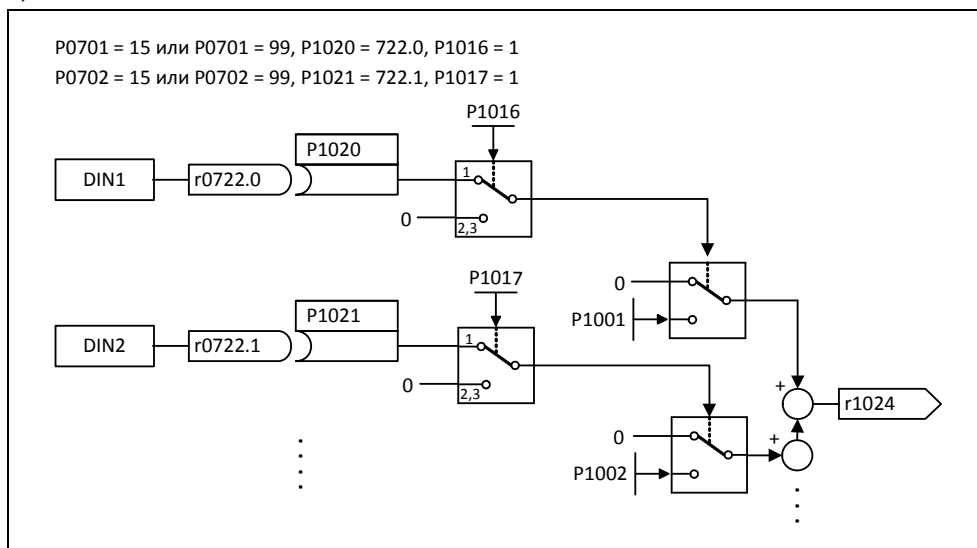 P0701 = 15 или P0701 = 99, P1020 = 722.0, P1016 = 1
P0702 = 15 или P0702 = 99, P1021 = 722.1, P1017 = 1
P1016
P1020
DIN1
r0722.0
1
0
2,3
P1017
0
P1001
P1021
DIN2
r0722.1
1
0
2,3
+
r1024
0
+
P1002